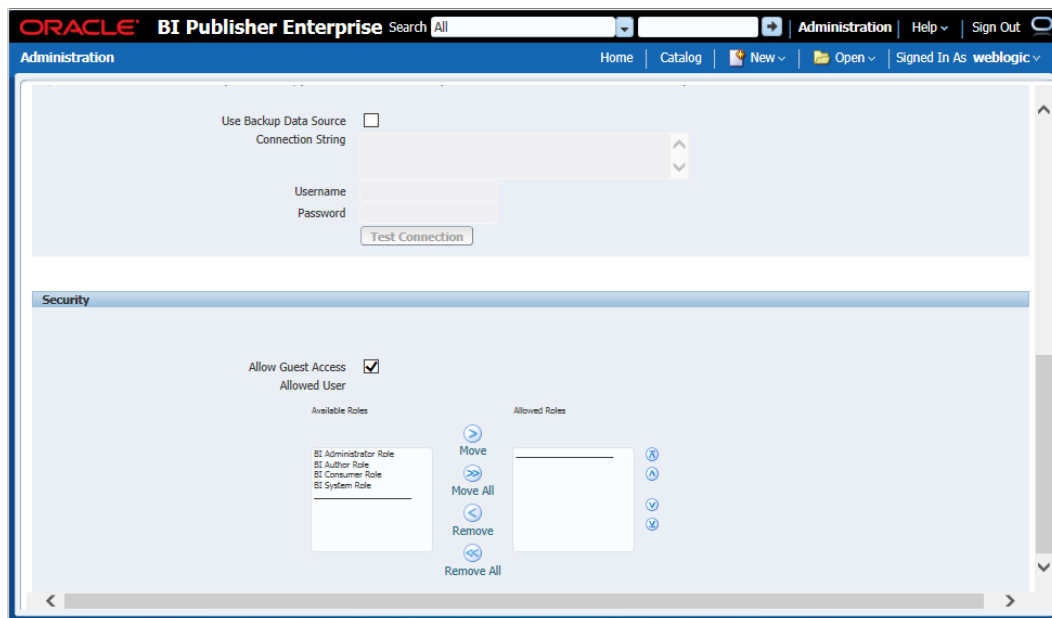 ORACLE BI Publisher Enterprise Search All Administration Help Sign Out
Administration Home Catalog New Open Signed In As weblogic
Use Backup Data Source
Connection String
Username
Password
Test Connection
Security
Allow Guest Access
Allowed User
Available Roles Allowed Roles
Move
BI Administrator Role
BI Author Role
BI Consumer Role
BI System Role
Move All
Remove
Remove All